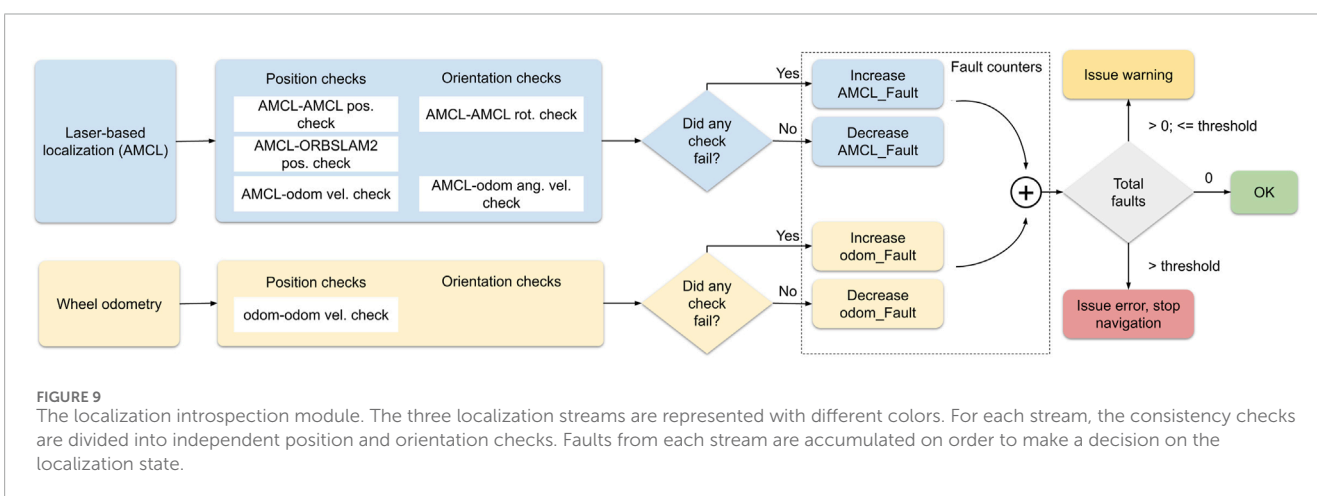 Laser-based
localization (AMCL)
Position checks
Orientation checks
AMCL-AMCL pos.
check
AMCL-AMCL rot. check
AMCL-ORBSLAM2
pos. check
AMCL-odom vel. check
AMCL-odom ang. vel.
check
Did any
check
fail?
Yes
No
Increase
AMCL_Fault
Decrease
AMCL_Fault
Fault counters
Wheel odometry
Position checks
Orientation checks
odom-odom vel. check
Did any
check
fail?
Yes
No
Increase
odom_Fault
Decrease
odom_Fault
+
Issue warning
> 0; <= threshold
Total
faults
0
OK
> threshold
Issue error, stop
navigation
FIGURE 9
The localization introspection module. The three localization streams are represented with different colors. For each stream, the consistency checks
are divided into independent position and orientation checks. Faults from each stream are accumulated on order to make a decision on the
localization state.